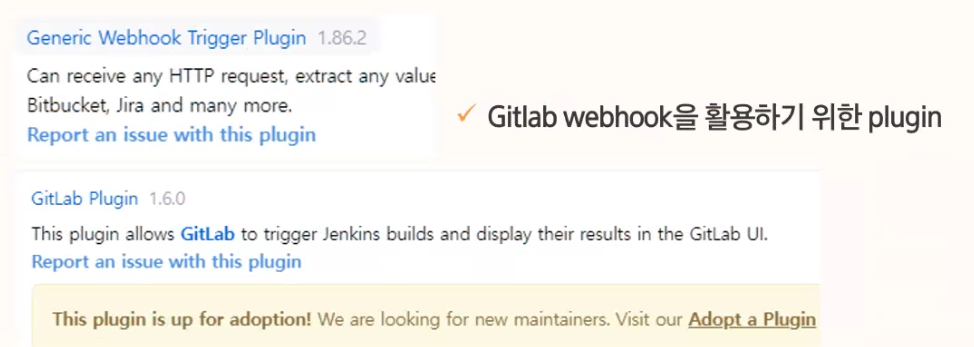 Generic Webhook Trigger Plugin 1.86.2
Can receive any HTTP request, extract any value
Bitbucket, Jira and many more.
Report an issue with this plugin
✓ Gitlab webhook을 활용하기 위한 plugin
GitLab Plugin 1.6.0
This plugin allows GitLab to trigger Jenkins builds and display their results in the GitLab UI.
Report an issue with this plugin
This plugin is up for adoption! We are looking for new maintainers. Visit our Adopt a Plugin